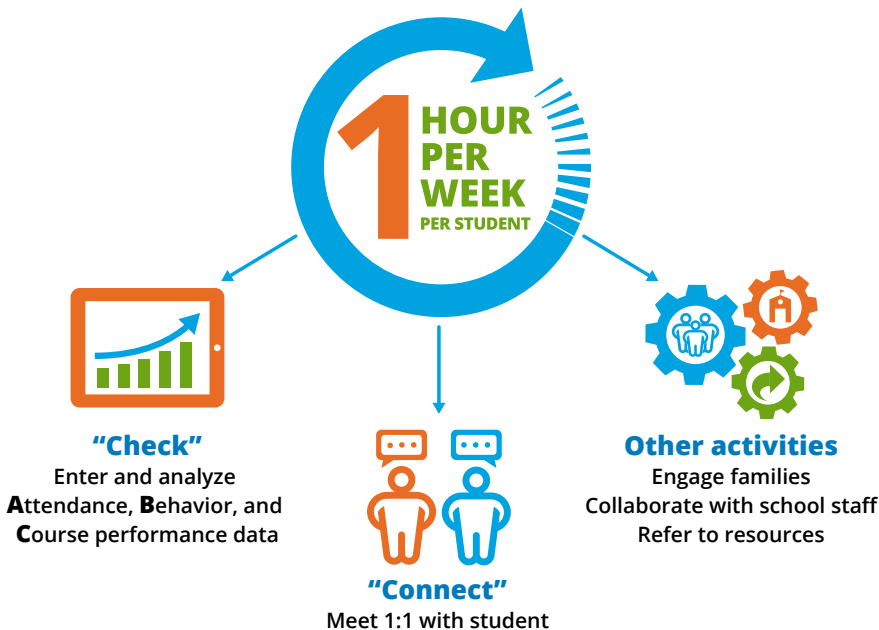 1 HOUR
PER
WEEK
PER STUDENT
“Check”
Enter and analyze
Attendance, Behavior, and
Course performance data
“Connect”
Meet 1:1 with student
Other activities
Engage families
Collaborate with school staff
Refer to resources